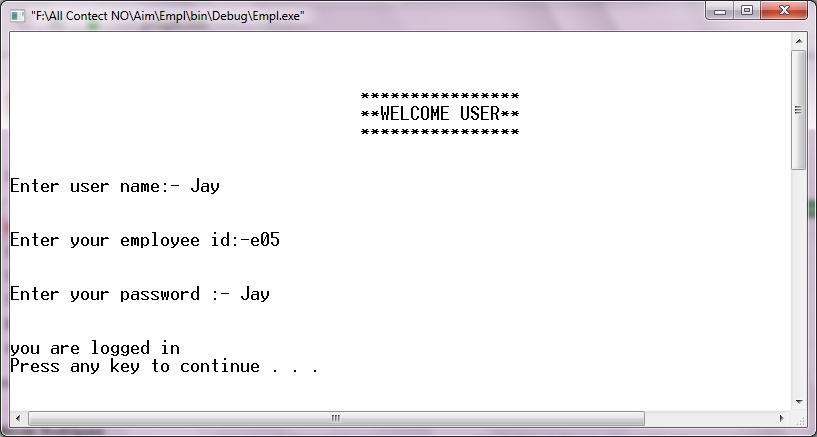 "F:\All Contect NO\Aim\Empl\bin\Debug\Empl.exe"
****************
**WELCOME USER**
****************
Enter user name:- Jay
Enter your employee id:-e05
Enter your password :- Jay
you are logged in
Press any key to continue . . .